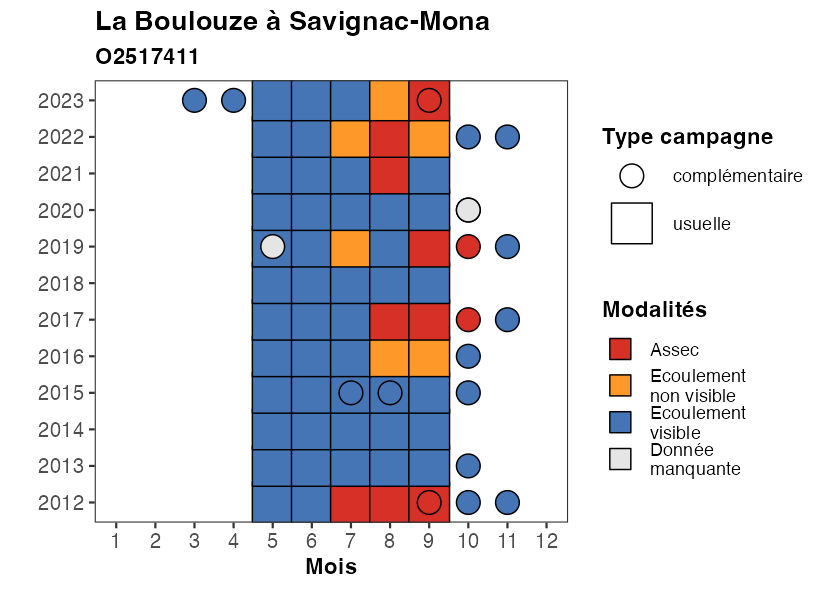 La Boulouze à Savignac-Mona
O2517411
2023
2022
2021
2020
2019
2018
2017
2016
2015
2014
2013
2012
1 2 3 4 5 6 7 8 9 10 11 12
Mois
Type campagne
complémentaire
usuelle
Modalités
Assec
Ecoulement
non visible
Ecoulement
visible
Donnée
manquante